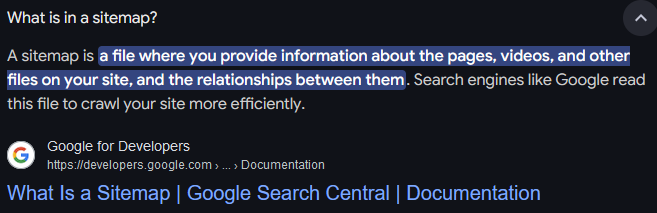 What is in a sitemap?
A sitemap is a file where you provide information about the pages, videos, and other
files on your site, and the relationships between them. Search engines like Google read
this file to crawl your site more efficiently.
Google for Developers
https://developers.google.com › ... › Documentation
What Is a Sitemap | Google Search Central | Documentation